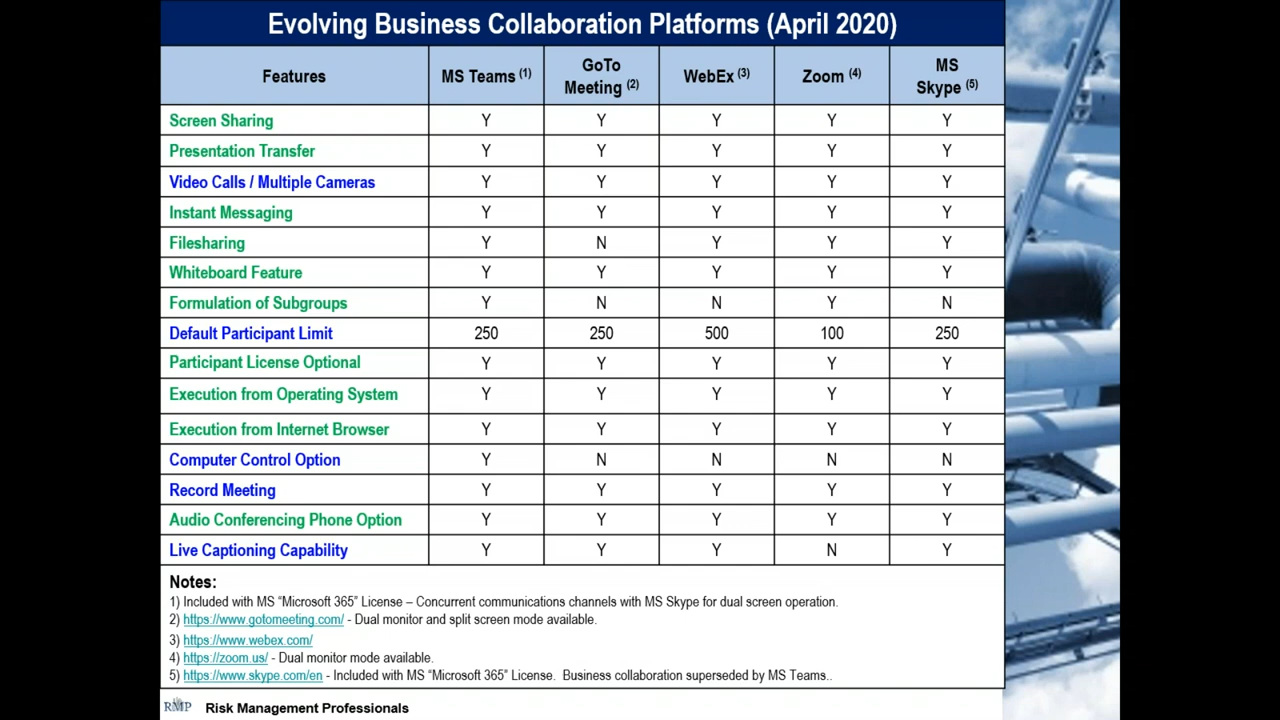 Evolving Business Collaboration Platforms (April 2020)
Features MS Teams (1) GoTo Meeting (2) WebEx (3) Zoom (4) MS Skype (5)
Screen Sharing Y Y Y Y Y
Presentation Transfer Y Y Y Y Y
Video Calls / Multiple Cameras Y Y Y Y Y
Instant Messaging Y Y Y Y Y
Filesharing Y N Y Y Y
Whiteboard Feature Y Y Y Y Y
Formulation of Subgroups Y N N Y N
Default Participant Limit 250 250 500 100 250
Participant License Optional Y Y Y Y Y
Execution from Operating System Y Y Y Y Y
Execution from Internet Browser Y Y Y Y Y
Computer Control Option Y N N N N
Record Meeting Y Y Y Y Y
Audio Conferencing Phone Option Y Y Y Y Y
Live Captioning Capability Y Y Y N Y
Notes:
1) Included with MS “Microsoft 365” License – Concurrent communications channels with MS Skype for dual screen operation.
2) https://www.gotomeeting.com/ - Dual monitor and split screen mode available.
3) https://www.webex.com/
4) https://zoom.us/ - Dual monitor mode available.
5) https://www.skype.com/en - Included with MS “Microsoft 365” License. Business collaboration superseded by MS Teams..
RMP Risk Management Professionals